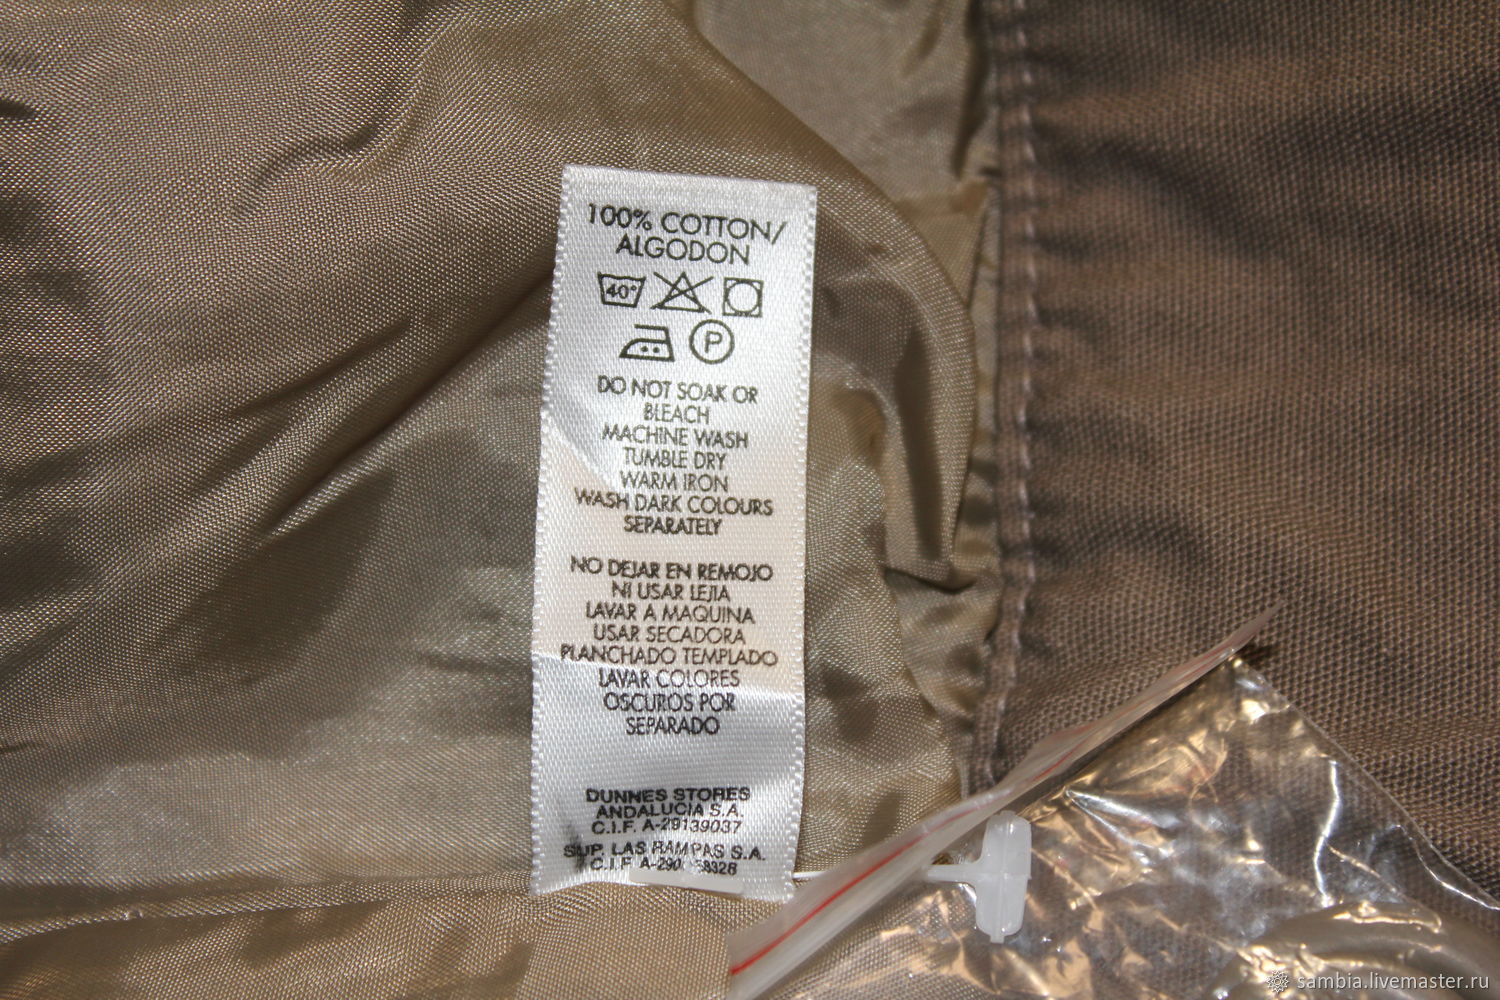 100% COTTON/
ALGODON
40°
P
DO NOT SOAK OR
BLEACH
MACHINE WASH
TUMBLE DRY
WARM IRON
WASH DARK COLOURS
SEPARATELY
NO DEJAR EN REMOJO
NI USAR LEJIA
LAVAR A MAQUINA
USAR SECADORA
PLANCHADO TEMPLADO
LAVAR COLORES
OSCUROS POR
SEPARADO
DUNNES STORES
ANDALUCIA S.A.
C.I.F. A-29139037
SUP. LAS RAMPAS S.A.
C.I.F
sambia.livemaster.ru